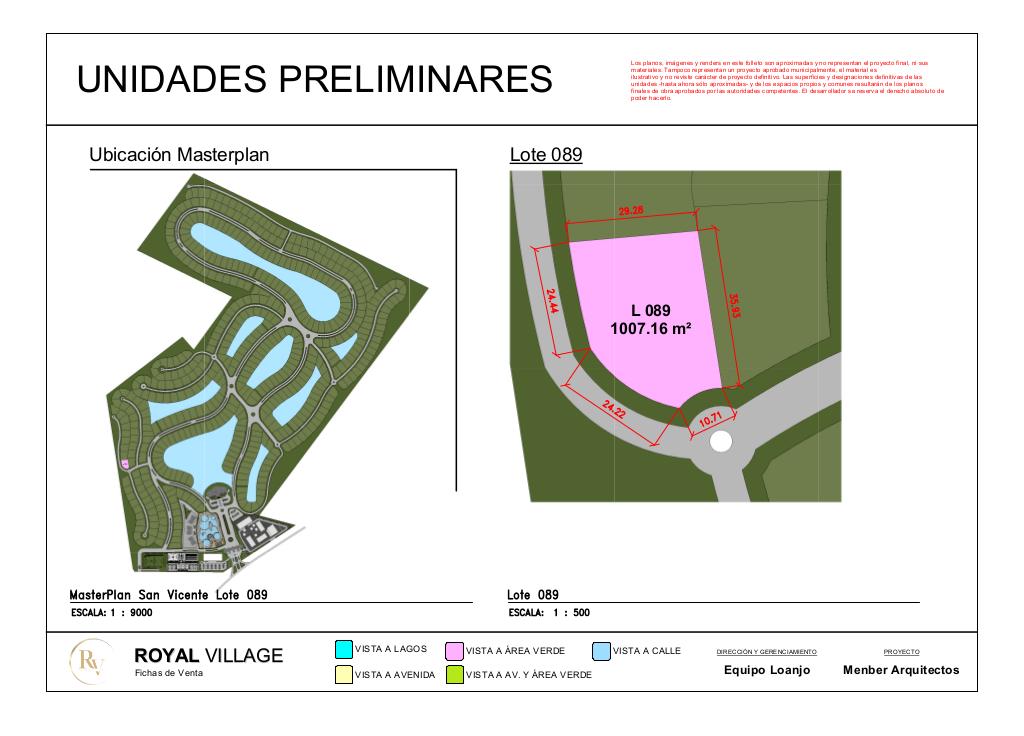 UNIDADES PRELIMINARES
Los planos, imágenes y renders en este folleto son aproximadas y no representan el proyecto final, ni sus
materiales. Tampoco representan un proyecto aprobado municipalmente, el material es
ilustrativo y no reviste carácter de proyecto definitivo. Las superficies y designaciones definitivas de las
unidades -hasta ahora sólo aproximadas- y de los espacios propios y comunes resultarán de los planos
finales de obra aprobados por las autoridades competentes. El desarrollador se reserva el derecho absoluto de
poder hacerlo.
Ubicación Masterplan
Lote 089
29.28
24.44
35.93
L 089
1007.16 m²
24.22
10.71
MasterPlan San Vicente Lote 089
ESCALA: 1 : 9000
Lote 089
ESCALA: 1 : 500
RV
ROYAL VILLAGE
Fichas de Venta
VISTA A LAGOS
VISTA A ÁREA VERDE
VISTA A CALLE
VISTA A AVENIDA
VISTA A AV. Y ÁREA VERDE
DIRECCIÓN Y GERENCIAMIENTO
Equipo Loanjo
PROYECTO
Menber Arquitectos